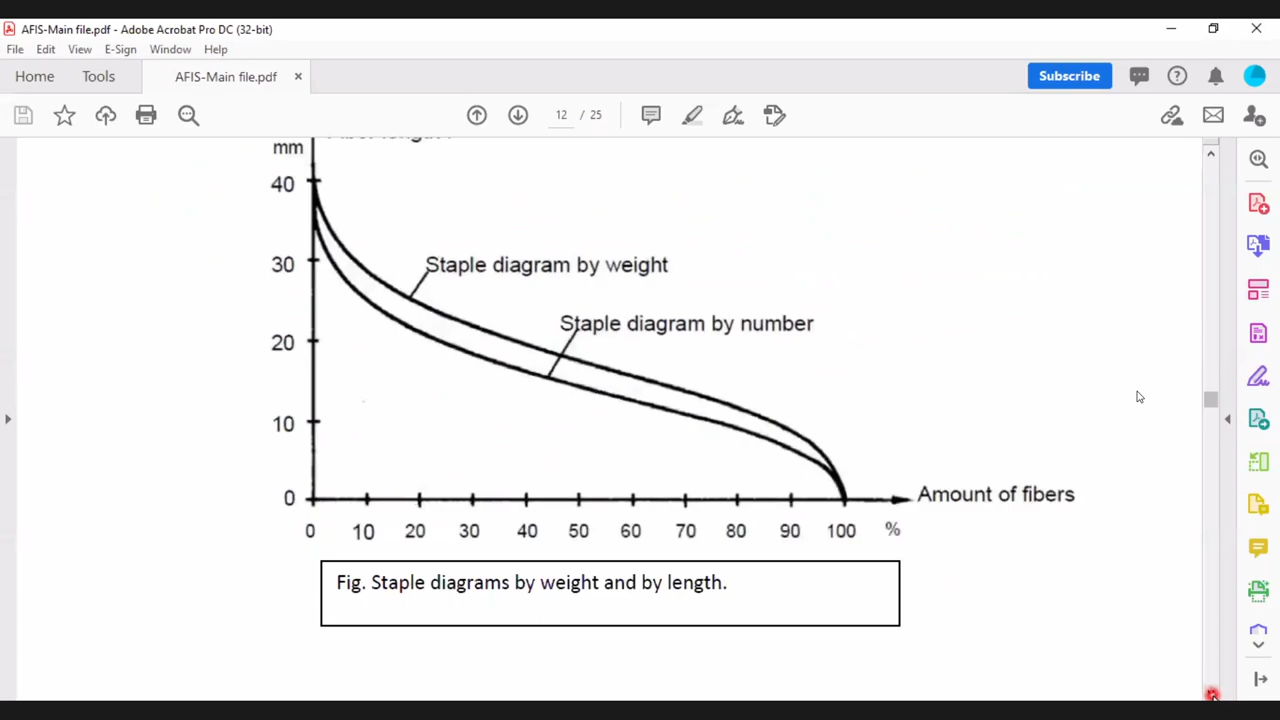 AFIS-Main file.pdf - Adobe Acrobat Pro DC (32-bit)
File Edit View E-Sign Window Help
Home Tools AFIS-Main file.pdf × Subscribe
12 / 25
mm
40
30
20
10
0
Staple diagram by weight
Staple diagram by number
0 10 20 30 40 50 60 70 80 90 100 %
Amount of fibers
Fig. Staple diagrams by weight and by length.